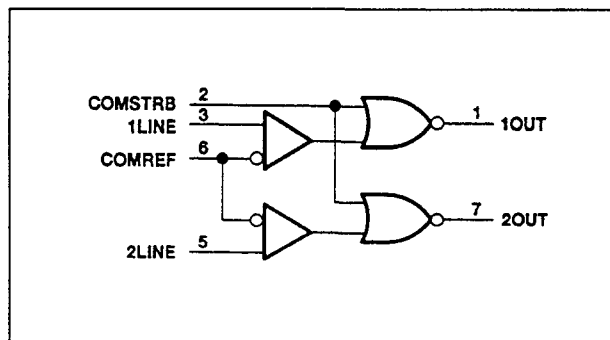 COMSTRB 2
1LINE 3
COMREF 6
2LINE 5
1 1OUT
7 2OUT